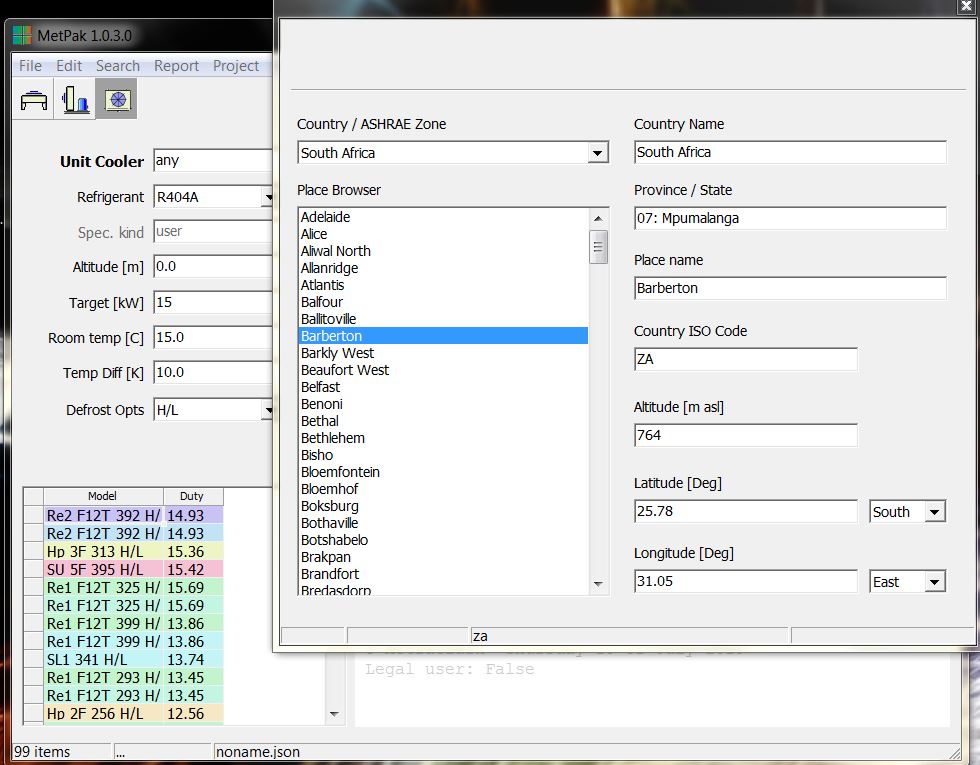 MetPak 1.0.3.0
File Edit Search Report Project
Unit Cooler any
Refrigerant R404A
Spec. kind user
Altitude [m] 0.0
Target [kW] 15
Room temp [C] 15.0
Temp Diff [K] 10.0
Defrost Opts H/L
Model Duty
Re2 F12T 392 H/ 14.93
Re2 F12T 392 H/ 14.93
Hp 3F 313 H/L 15.36
SU 5F 395 H/L 15.42
Re1 F12T 325 H/ 15.69
Re1 F12T 325 H/ 15.69
Re1 F12T 399 H/ 13.86
Re1 F12T 399 H/ 13.86
SL1 341 H/L 13.74
Re1 F12T 293 H/ 13.45
Re1 F12T 293 H/ 13.45
Hp 2F 256 H/L 12.56
99 items ... noname.json
Country / ASHRAE Zone
South Africa
Place Browser
Adelaide
Alice
Aliwal North
Allanridge
Atlantis
Balfour
Ballitoville
Barberton
Barkly West
Beaufort West
Belfast
Benoni
Bethal
Bethlehem
Bisho
Bloemfontein
Bloemhof
Boksburg
Bothaville
Botshabelo
Brakpan
Brandfort
Bredasdorp
Country Name
South Africa
Province / State
07: Mpumalanga
Place name
Barberton
Country ISO Code
ZA
Altitude [m asl]
764
Latitude [Deg]
25.78 South
Longitude [Deg]
31.05 East
za
Legal user: False